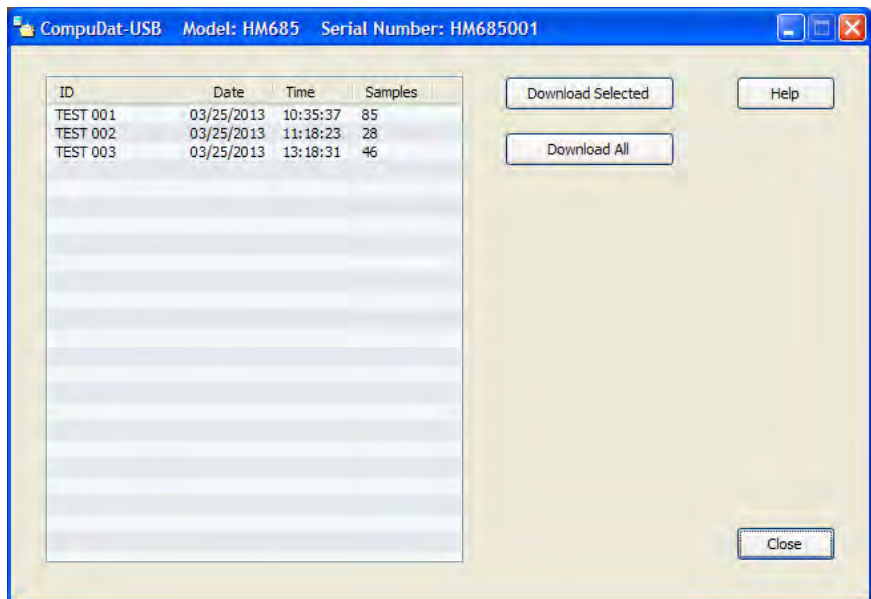 CompuDat-USB Model: HM685 Serial Number: HM685001
ID Date Time Samples
TEST 001 03/25/2013 10:35:37 85
TEST 002 03/25/2013 11:18:23 28
TEST 003 03/25/2013 13:18:31 46
Download Selected
Help
Download All
Close